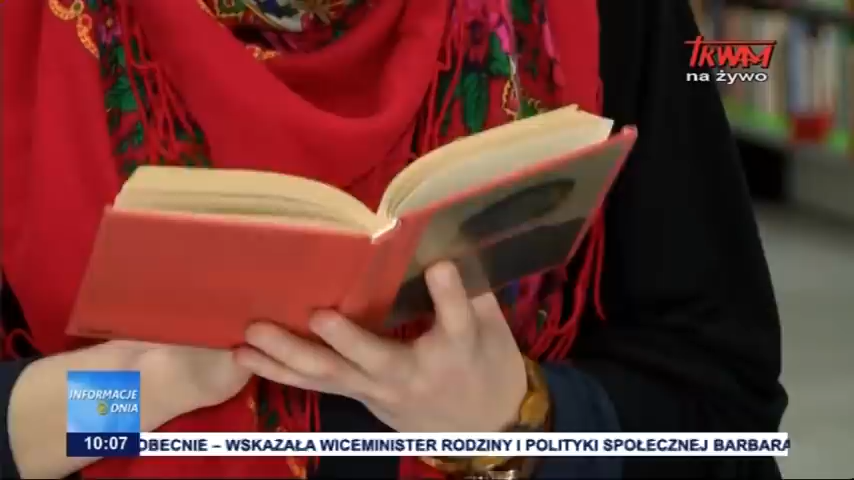 TRWAM
na żywo
INFORMACJE
DNIA
10:07
OBECNIE – WSKAZAŁA WICEMINISTER RODZINY I POLITYKI SPOŁECZNEJ BARBARA